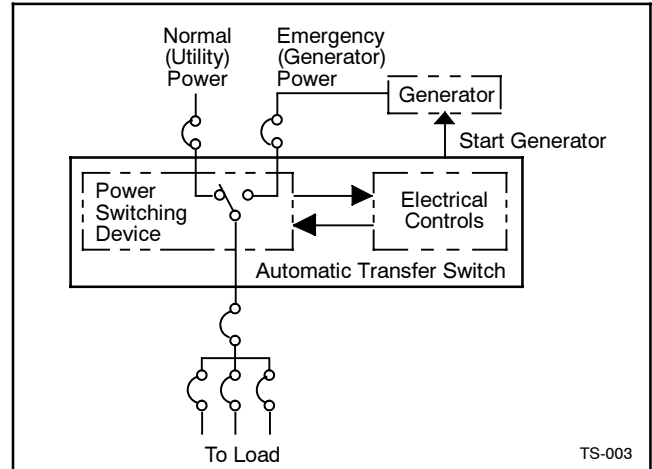 Normal
(Utility)
Power
Emergency
(Generator)
Power
Generator
Start Generator
Power
Switching
Device
Electrical
Controls
Automatic Transfer Switch
To Load
TS-003